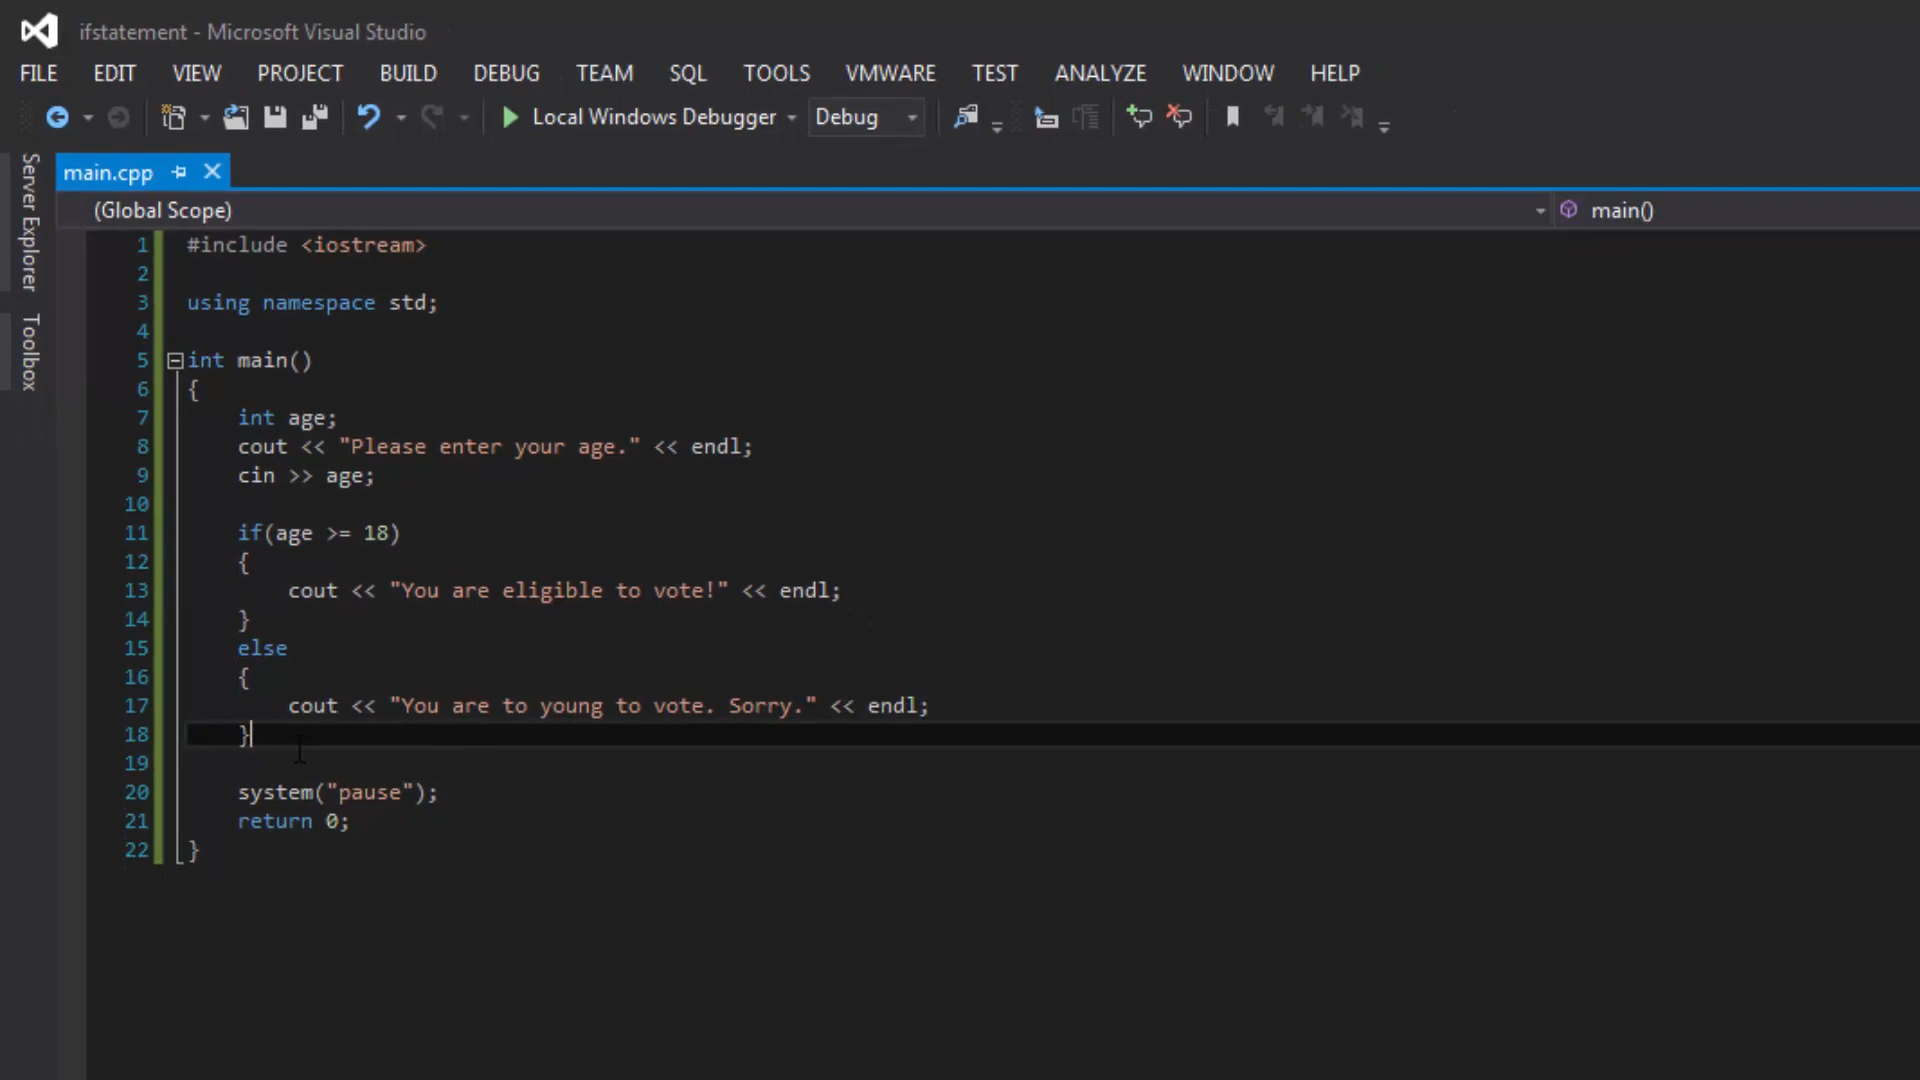 ifstatement - Microsoft Visual Studio
FILE EDIT VIEW PROJECT BUILD DEBUG TEAM SQL TOOLS VMWARE TEST ANALYZE WINDOW HELP
Local Windows Debugger Debug
Server Explorer
Toolbox
main.cpp
(Global Scope) main()
1 #include <iostream>
2
3 using namespace std;
4
5 int main()
6 {
7 int age;
8 cout << "Please enter your age." << endl;
9 cin >> age;
10
11 if(age >= 18)
12 {
13 cout << "You are eligible to vote!" << endl;
14 }
15 else
16 {
17 cout << "You are to young to vote. Sorry." << endl;
18 }
19
20 system("pause");
21 return 0;
22 }